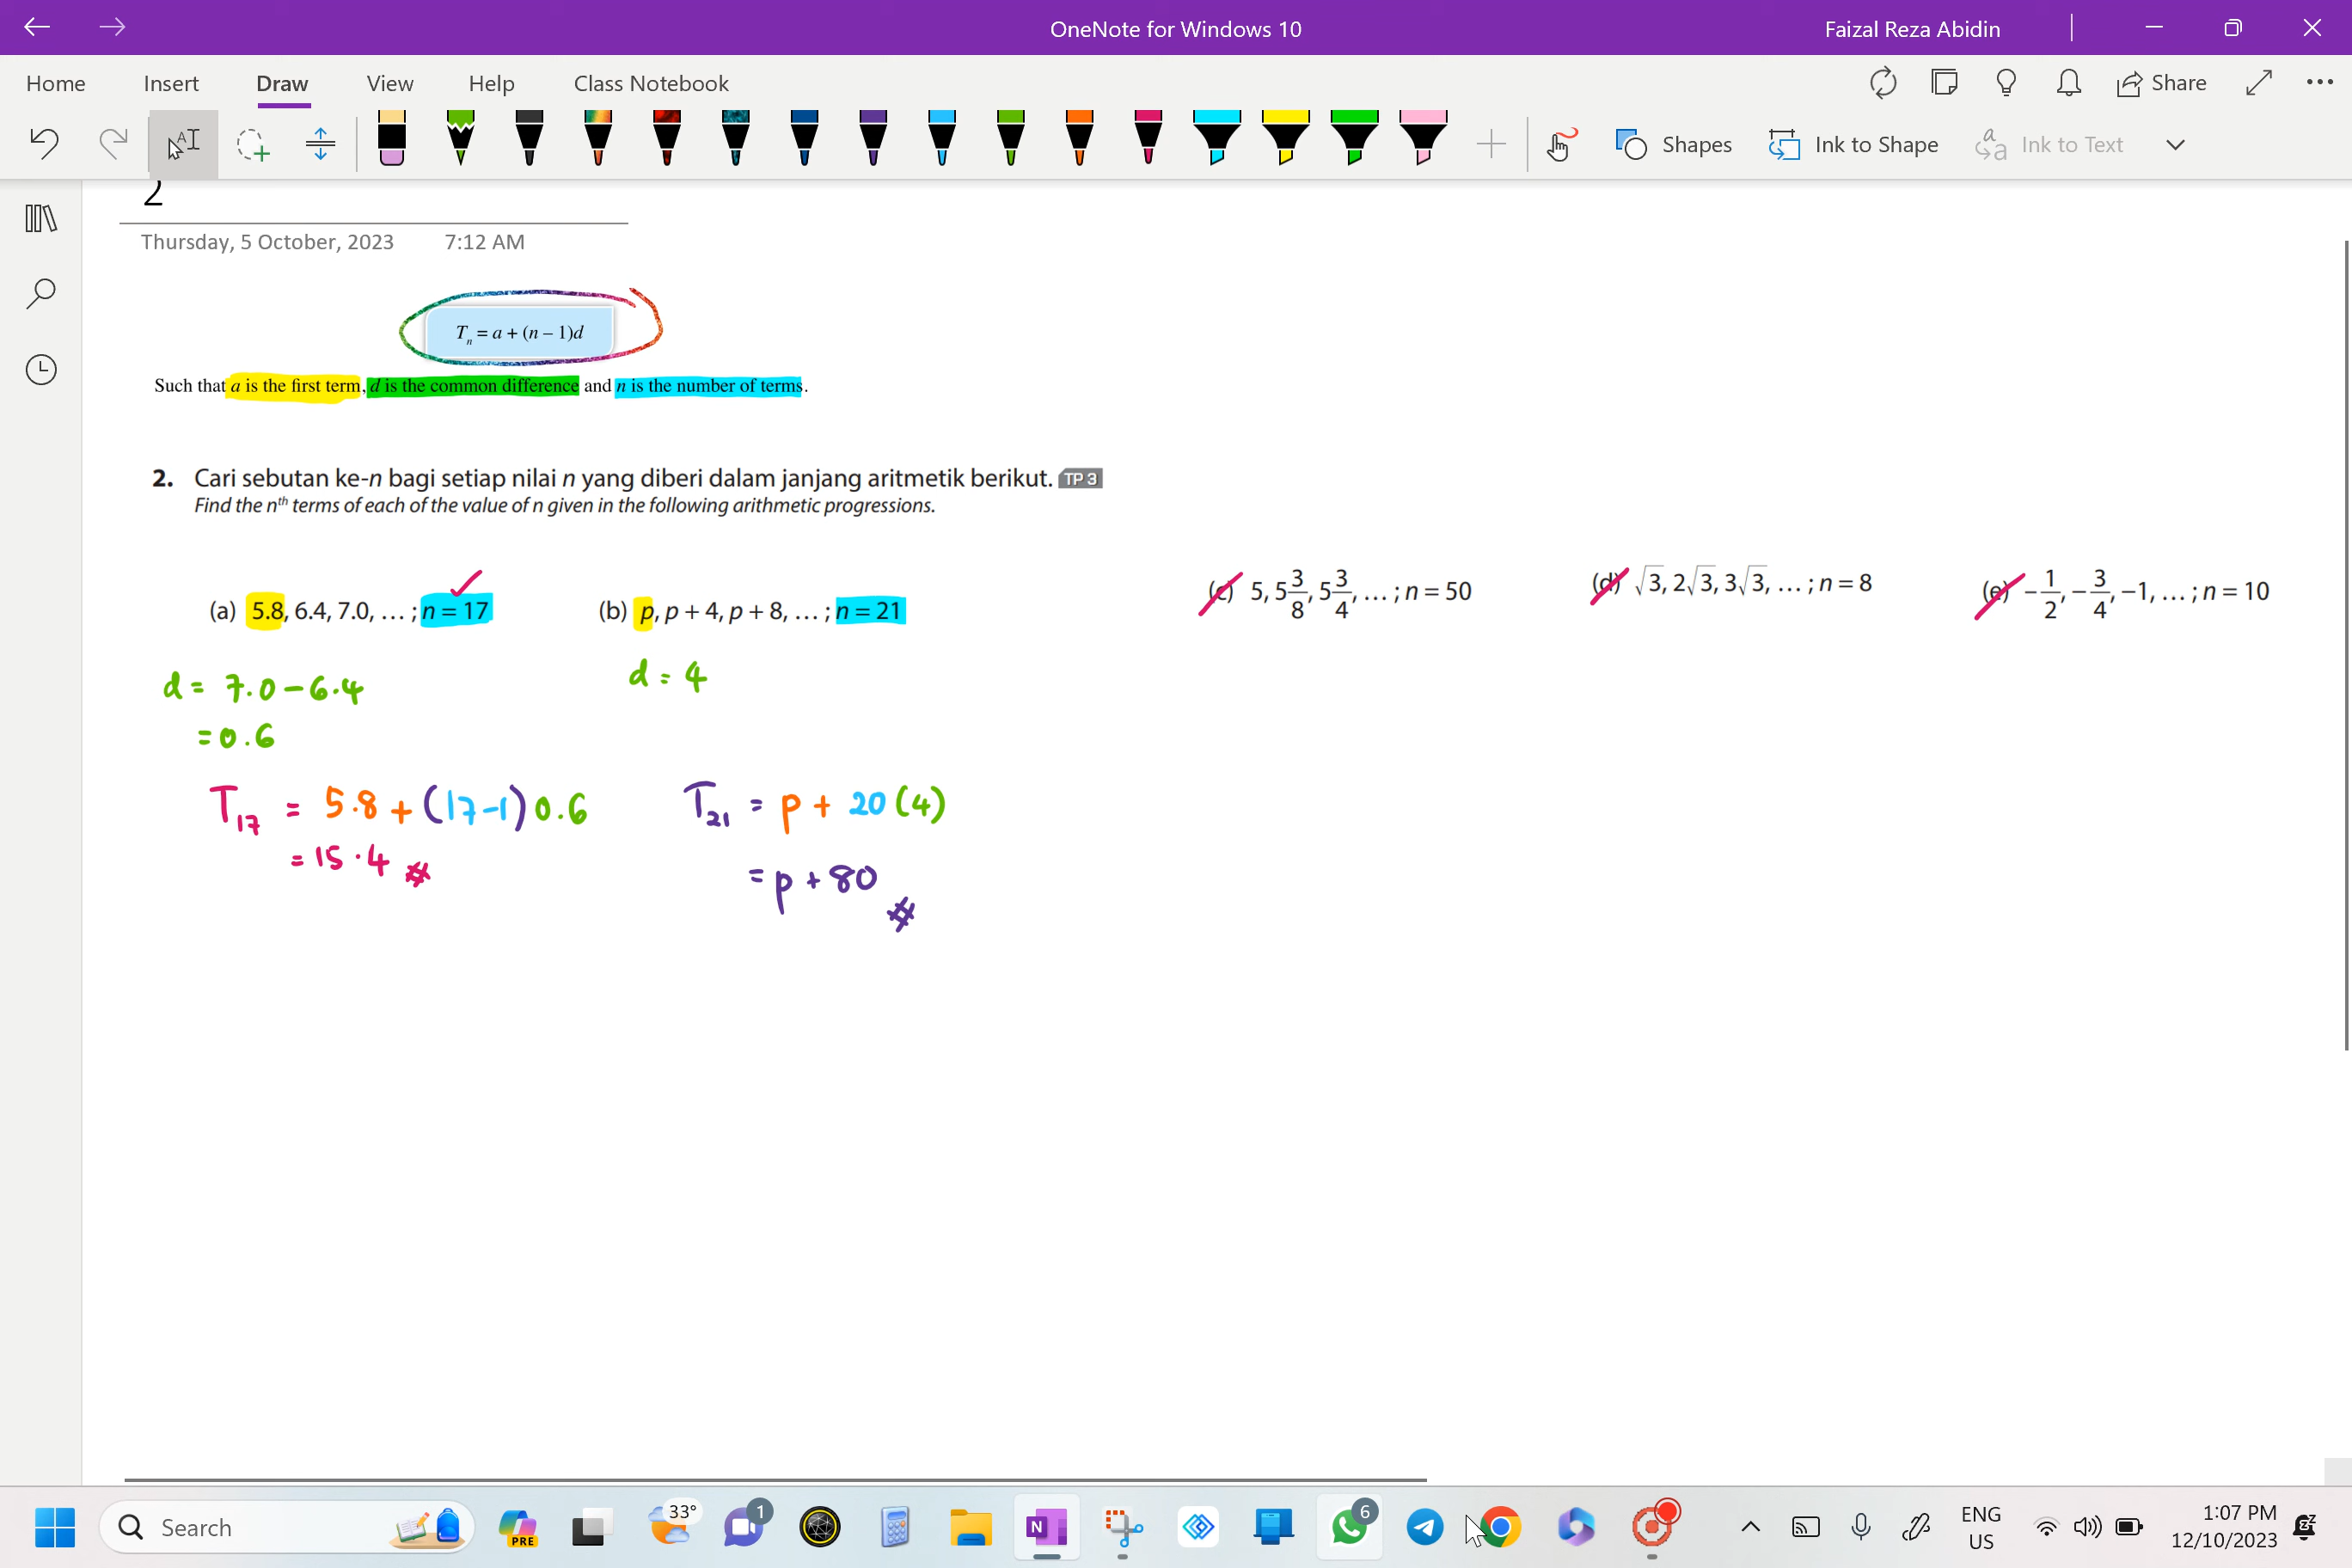 OneNote for Windows 10
Faizal Reza Abidin
Home Insert Draw View Help Class Notebook
Share
Shapes Ink to Shape Ink to Text
2
Thursday, 5 October, 2023 7:12 AM
Tₙ = a + (n – 1)d
Such that a is the first term, d is the common difference and n is the number of terms.
2. Cari sebutan ke-n bagi setiap nilai n yang diberi dalam janjang aritmetik berikut. TP 3
Find the nᵗʰ terms of each of the value of n given in the following arithmetic progressions.
(a) 5.8, 6.4, 7.0, … ; n = 17
(b) p, p + 4, p + 8, … ; n = 21
(c) 5, 5 3/8, 5 3/4, … ; n = 50
(d) √3, 2√3, 3√3, … ; n = 8
(e) –1/2, –3/4, –1, … ; n = 10
d = 7.0 – 6.4
= 0.6
T₁₇ = 5.8 + (17-1) 0.6
= 15.4 #
d = 4
T₂₁ = p + 20 (4)
= p + 80 #
Search
PRE
33°
1
6
ENG
US
1:07 PM
12/10/2023